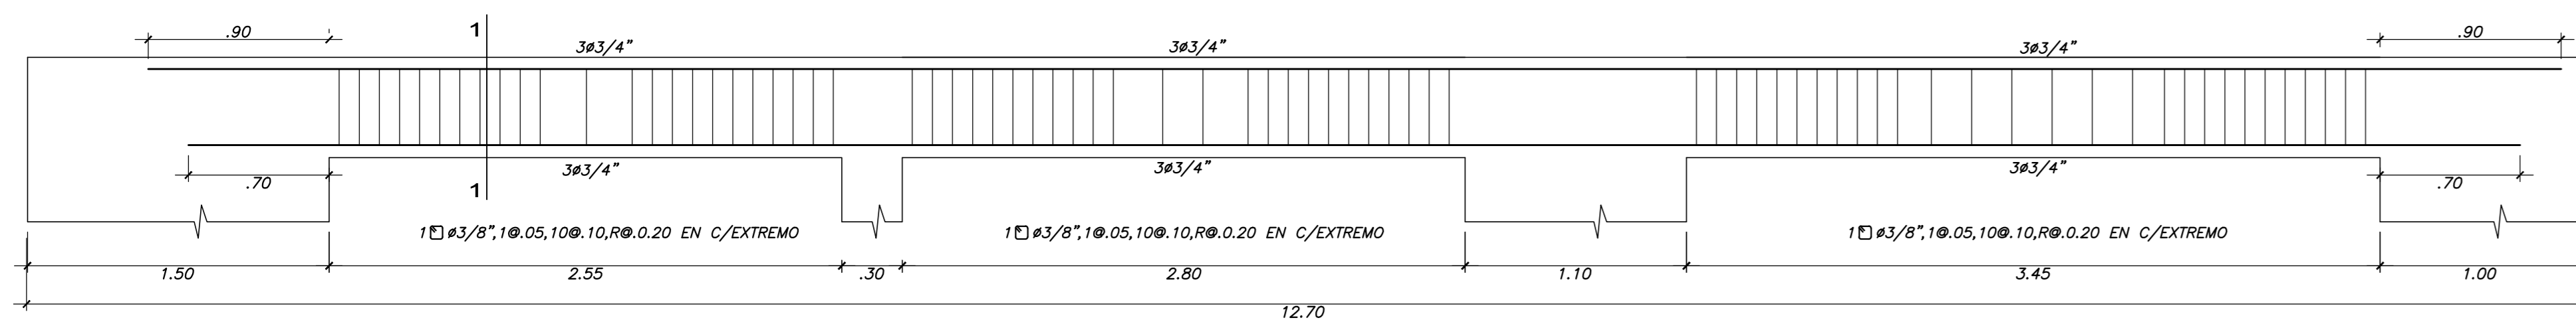 .90
1
3ø3/4"
3ø3/4"
3ø3/4"
.90
.70
1
3ø3/4"
3ø3/4"
3ø3/4"
.70
1 ø3/8",1@.05,10@.10,R@.0.20 EN C/EXTREMO
1 ø3/8",1@.05,10@.10,R@.0.20 EN C/EXTREMO
1 ø3/8",1@.05,10@.10,R@.0.20 EN C/EXTREMO
1.50
2.55
.30
2.80
1.10
3.45
1.00
12.70